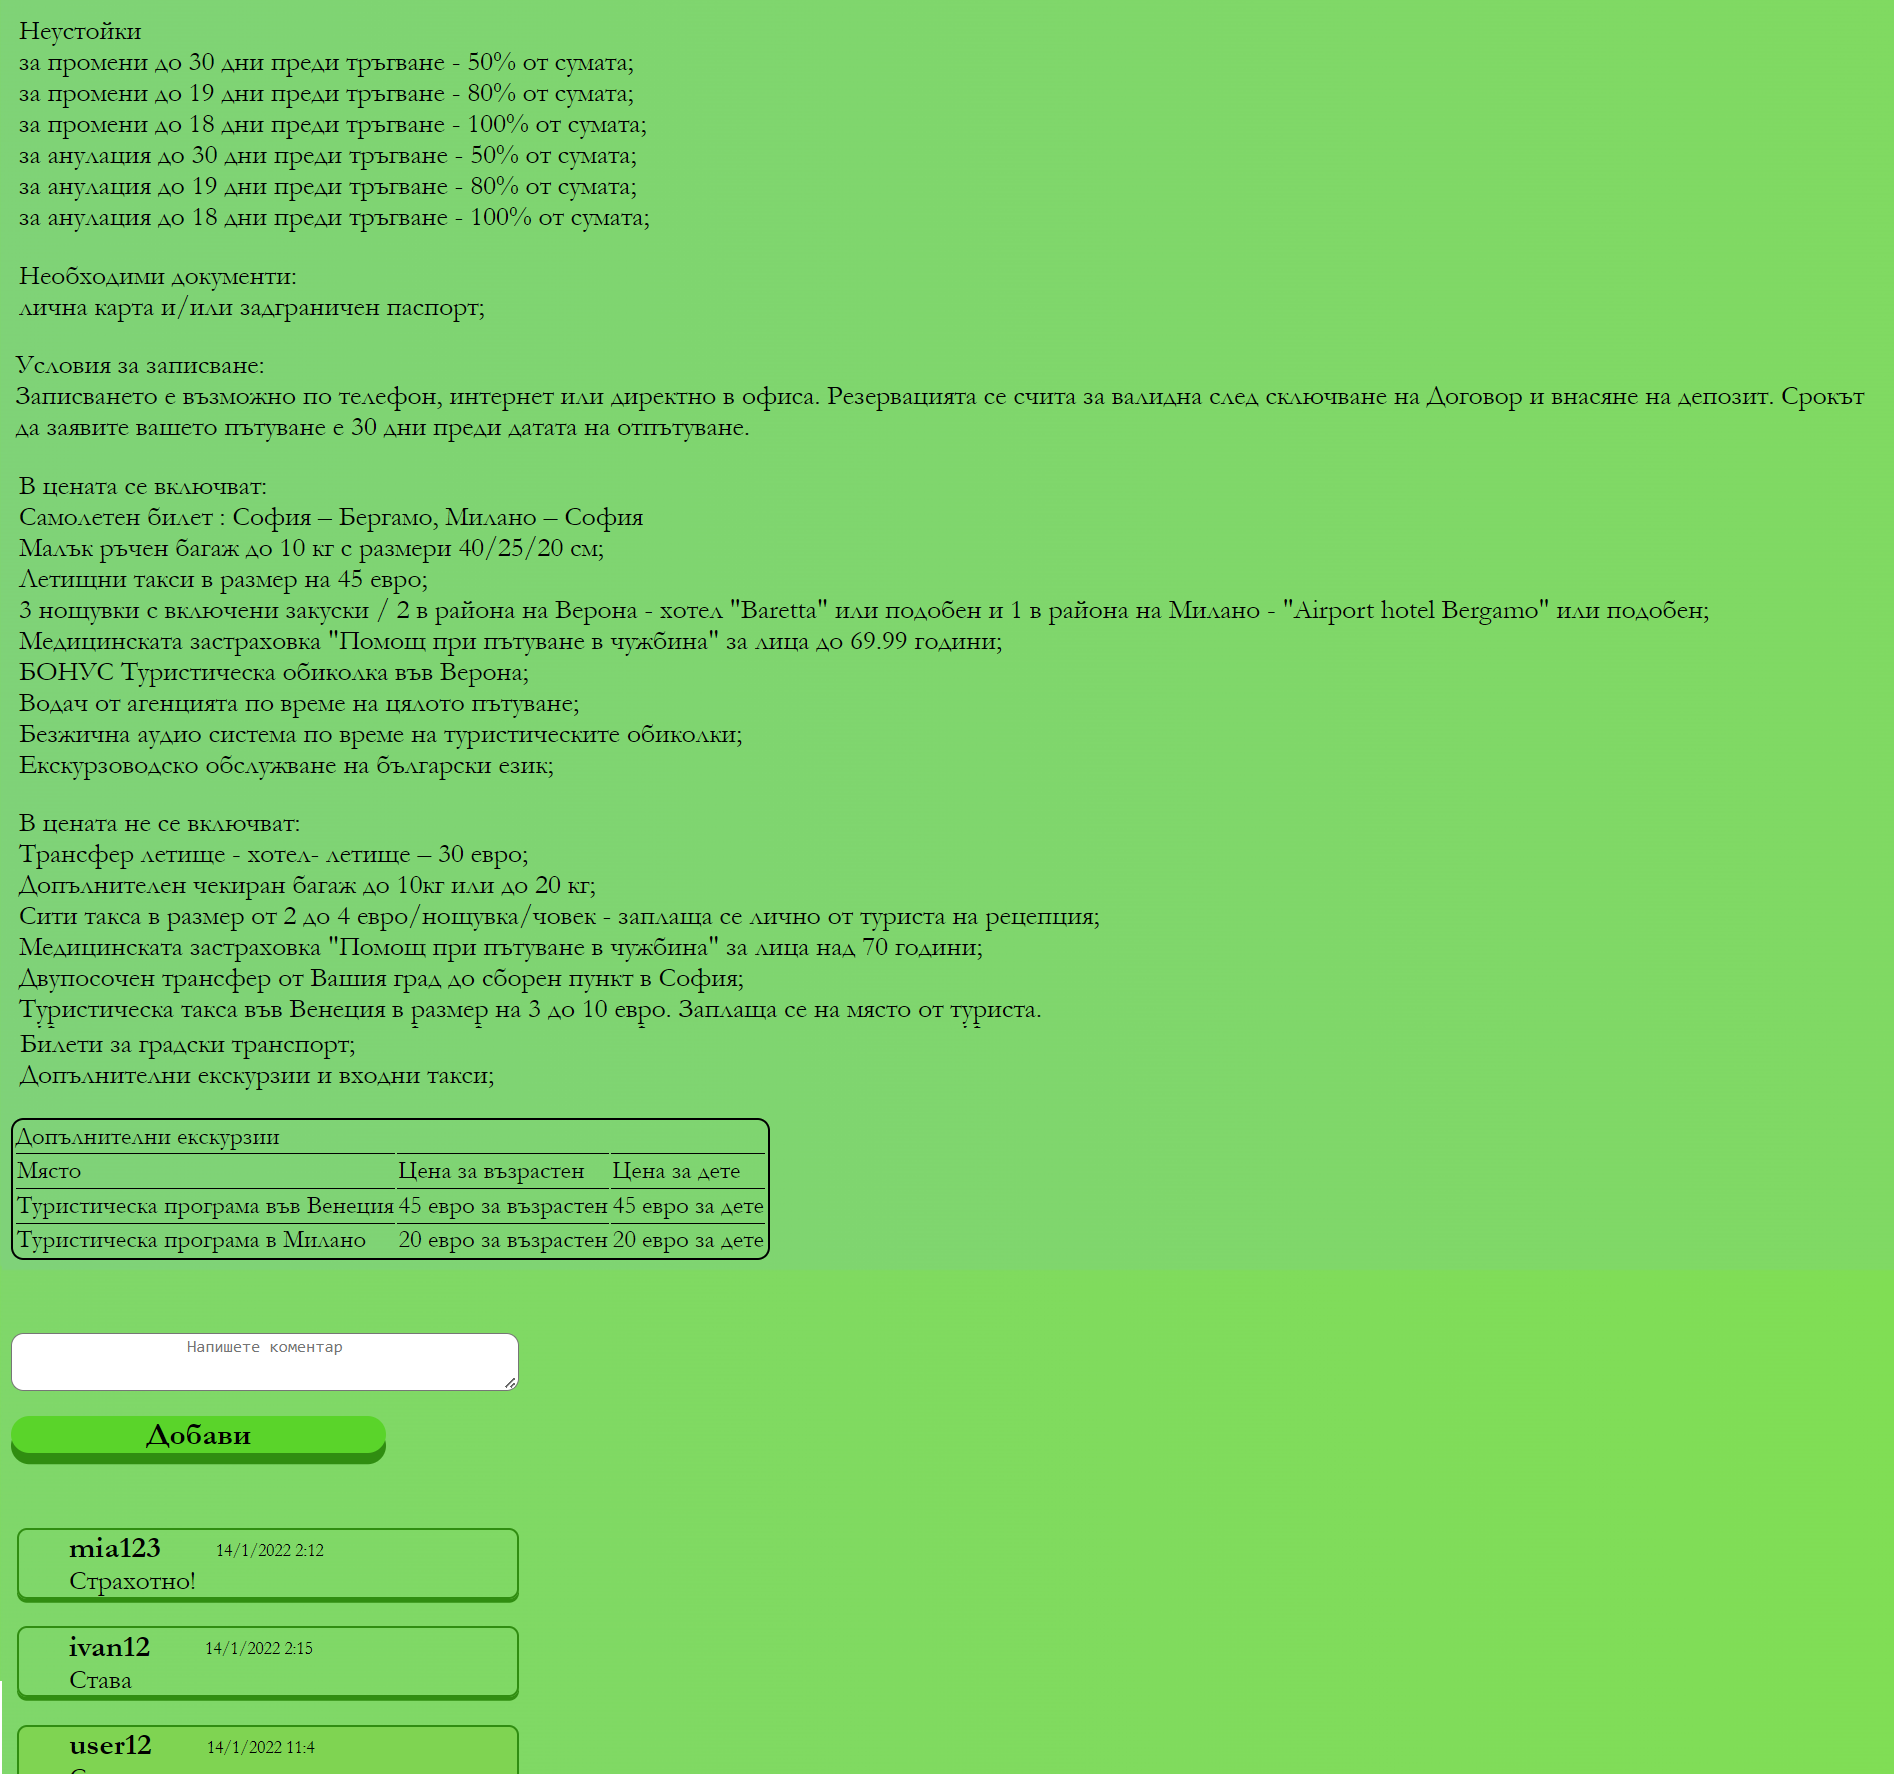 Неустойки
за промени до 30 дни преди тръгване - 50% от сумата;
за промени до 19 дни преди тръгване - 80% от сумата;
за промени до 18 дни преди тръгване - 100% от сумата;
за анулация до 30 дни преди тръгване - 50% от сумата;
за анулация до 19 дни преди тръгване - 80% от сумата;
за анулация до 18 дни преди тръгване - 100% от сумата;
Необходими документи:
лична карта и/или задграничен паспорт;
Условия за записване:
Записването е възможно по телефон, интернет или директно в офиса. Резервацията се счита за валидна след сключване на Договор и внасяне на депозит. Срокът
да заявите вашето пътуване е 30 дни преди датата на отпътуване.
В цената се включват:
Самолетен билет : София – Бергамо, Милано – София
Малък ръчен багаж до 10 кг с размери 40/25/20 см;
Летищни такси в размер на 45 евро;
3 нощувки с включени закуски / 2 в района на Верона - хотел "Baretta" или подобен и 1 в района на Милано - "Airport hotel Bergamo" или подобен;
Медицинската застраховка "Помощ при пътуване в чужбина" за лица до 69.99 години;
БОНУС Туристическа обиколка във Верона;
Водач от агенцията по време на цялото пътуване;
Безжична аудио система по време на туристическите обиколки;
Екскурзоводско обслужване на български език;
В цената не се включват:
Трансфер летище - хотел- летище – 30 евро;
Допълнителен чекиран багаж до 10кг или до 20 кг;
Сити такса в размер от 2 до 4 евро/нощувка/човек - заплаща се лично от туриста на рецепция;
Медицинската застраховка "Помощ при пътуване в чужбина" за лица над 70 години;
Двупосочен трансфер от Вашия град до сборен пункт в София;
Туристическа такса във Венеция в размер на 3 до 10 евро. Заплаща се на място от туриста.
Билети за градски транспорт;
Допълнителни екскурзии и входни такси;
Допълнителни екскурзии
Място Цена за възрастен Цена за дете
Туристическа програма във Венеция 45 евро за възрастен 45 евро за дете
Туристическа програма в Милано 20 евро за възрастен 20 евро за дете
Напишете коментар
Добави
mia123 14/1/2022 2:12
Страхотно!
ivan12 14/1/2022 2:15
Става
user12 14/1/2022 11:4